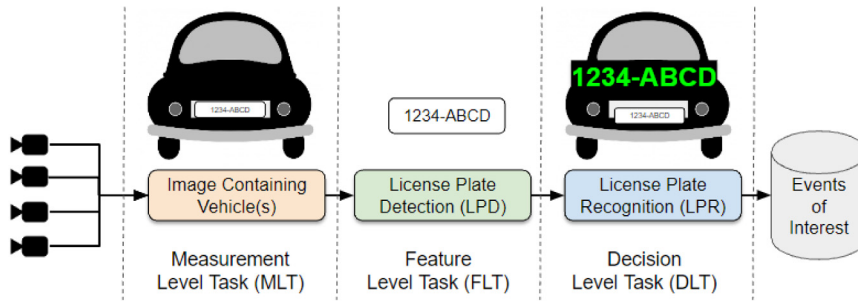 1234-ABCD
1234-ABCD
1234-ABCD
1234-ABCD
Image Containing
Vehicle(s)
License Plate
Detection (LPD)
License Plate
Recognition (LPR)
Events
of
Interest
Measurement
Level Task (MLT)
Feature
Level Task (FLT)
Decision
Level Task (DLT)